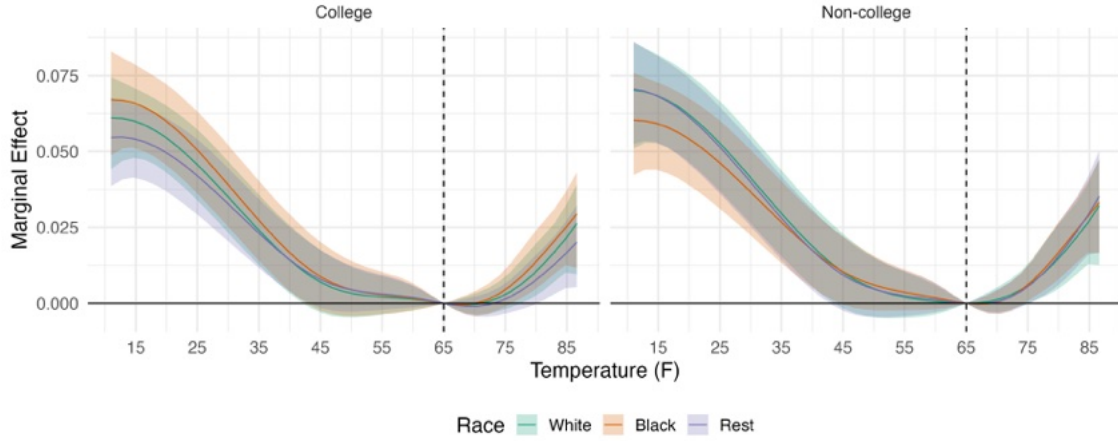 College Non-college
Marginal Effect
0.075
0.050
0.025
0.000
15 25 35 45 55 65 75 85 15 25 35 45 55 65 75 85
Temperature (F)
Race White Black Rest